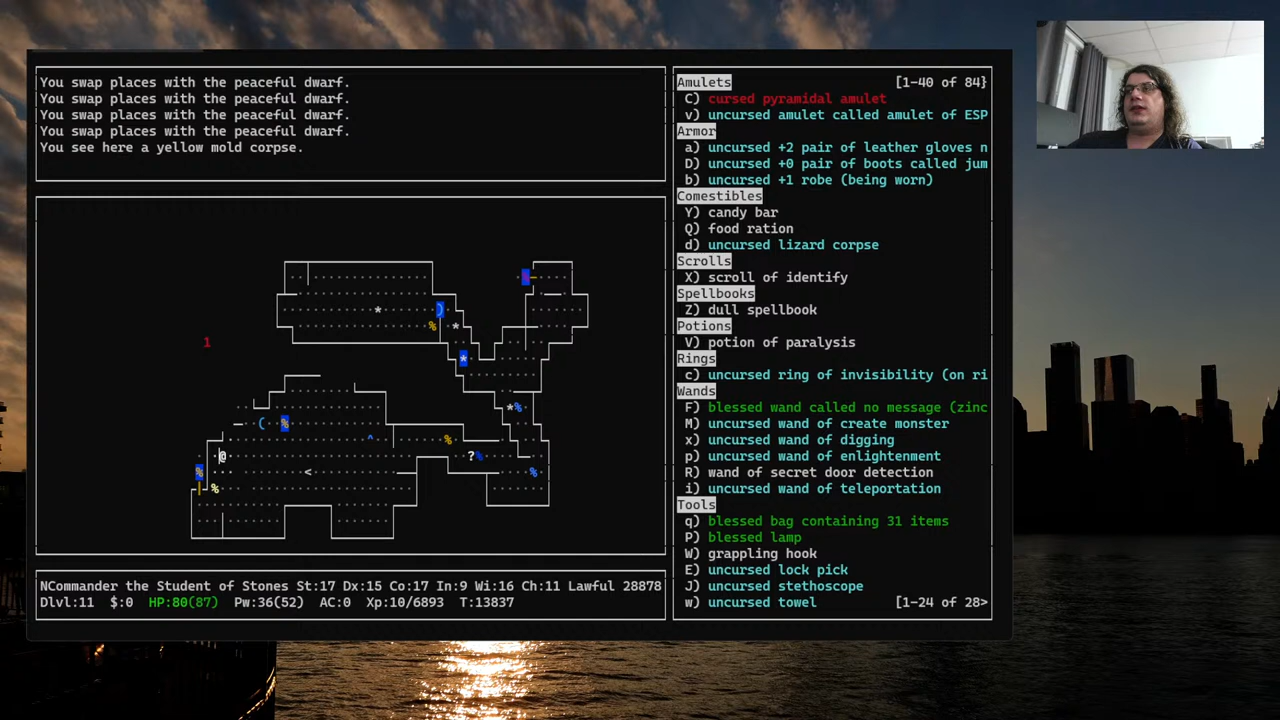 You swap places with the peaceful dwarf.
You swap places with the peaceful dwarf.
You swap places with the peaceful dwarf.
You swap places with the peaceful dwarf.
You see here a yellow mold corpse.
1
@
<
?
NCommander the Student of Stones St:17 Dx:15 Co:17 In:9 Wi:16 Ch:11 Lawful 28878
Dlvl:11 $:0 HP:80(87) Pw:36(52) AC:0 Xp:10/6893 T:13837
Amulets [1-40 of 84}
C) cursed pyramidal amulet
v) uncursed amulet called amulet of ESP
Armor
a) uncursed +2 pair of leather gloves n
D) uncursed +0 pair of boots called jum
b) uncursed +1 robe (being worn)
Comestibles
Y) candy bar
Q) food ration
d) uncursed lizard corpse
Scrolls
X) scroll of identify
Spellbooks
Z) dull spellbook
Potions
V) potion of paralysis
Rings
c) uncursed ring of invisibility (on ri
Wands
F) blessed wand called no message (zinc
M) uncursed wand of create monster
x) uncursed wand of digging
p) uncursed wand of enlightenment
R) wand of secret door detection
i) uncursed wand of teleportation
Tools
q) blessed bag containing 31 items
P) blessed lamp
W) grappling hook
E) uncursed lock pick
J) uncursed stethoscope
w) uncursed towel [1-24 of 28>